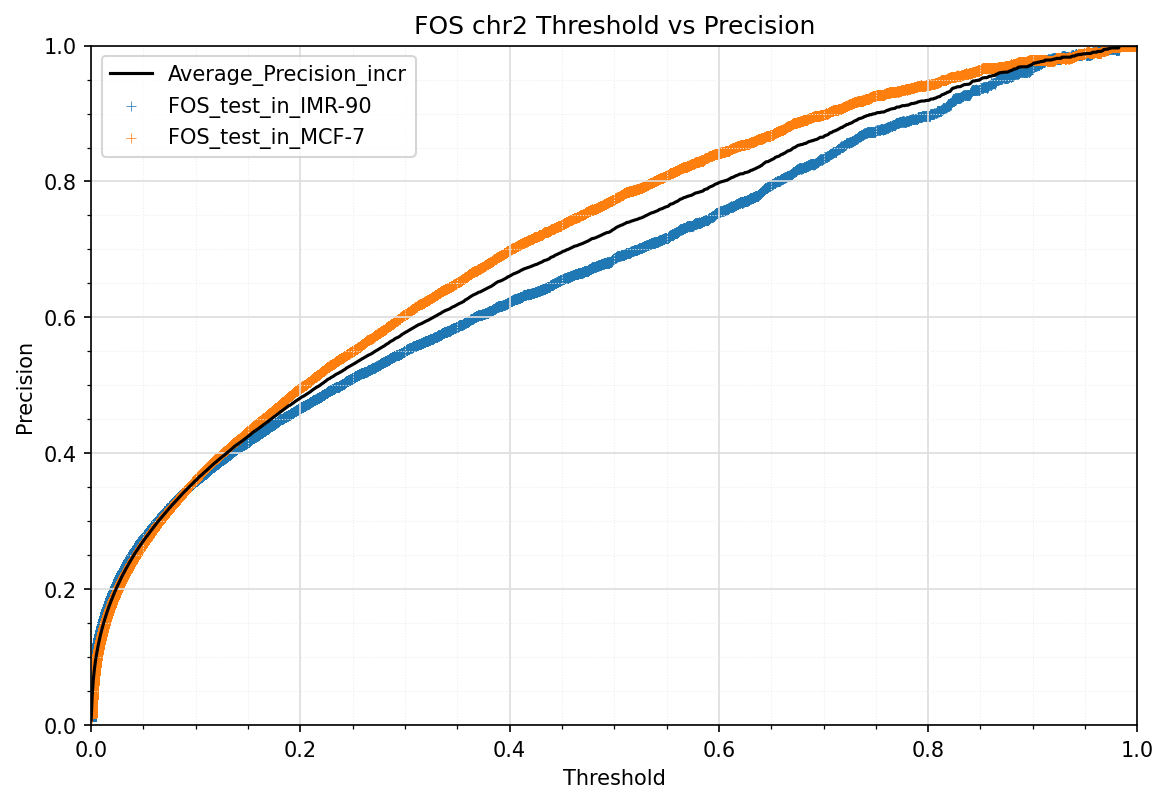 FOS chr2 Threshold vs Precision
Average_Precision_incr
FOS_test_in_IMR-90
FOS_test_in_MCF-7
1.0
0.8
0.6
0.4
0.2
0.0
Precision
0.0 0.2 0.4 0.6 0.8 1.0
Threshold